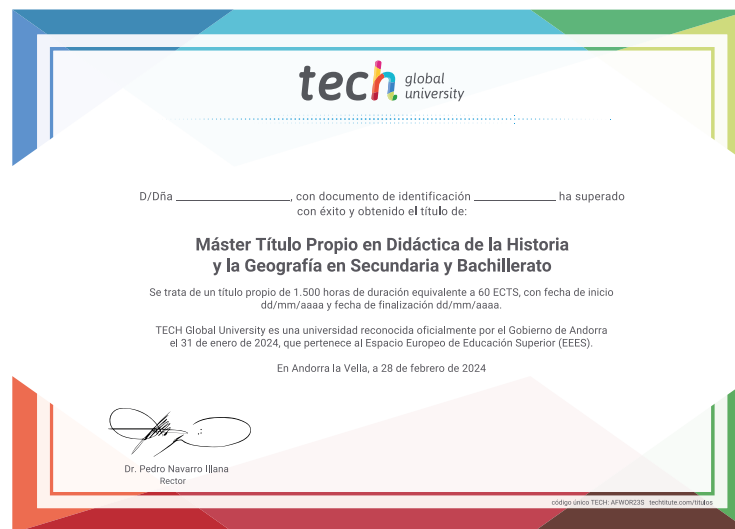 tech global university
D/Dña ______________________, con documento de identificación ________________ ha superado
con éxito y obtenido el título de:
Máster Título Propio en Didáctica de la Historia
y la Geografía en Secundaria y Bachillerato
Se trata de un título propio de 1.500 horas de duración equivalente a 60 ECTS, con fecha de inicio
dd/mm/aaaa y fecha de finalización dd/mm/aaaa.
TECH Global University es una universidad reconocida oficialmente por el Gobierno de Andorra
el 31 de enero de 2024, que pertenece al Espacio Europeo de Educación Superior (EEES).
En Andorra la Vella, a 28 de febrero de 2024
Dr. Pedro Navarro Illana
Rector
código único TECH: AFWOR23S techtitute.com/titulos